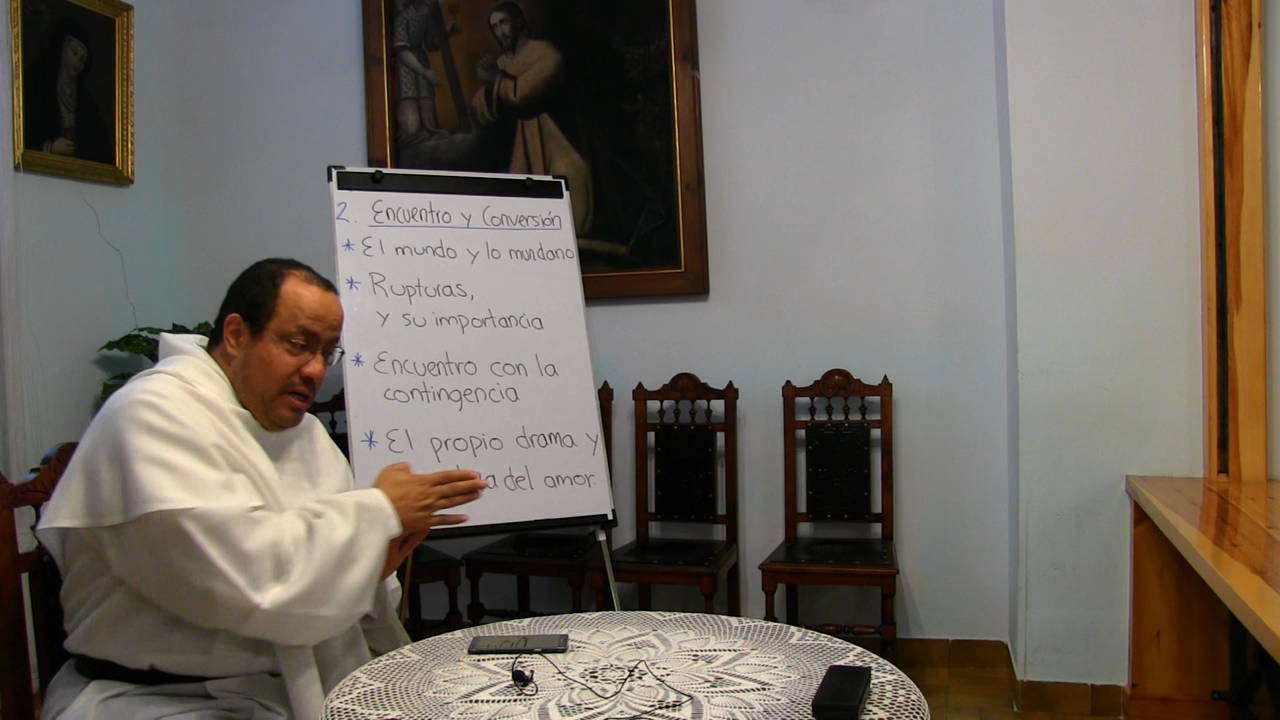 2. Encuentro y Conversión
* El mundo y lo mundano
* Rupturas,
y su importancia
* Encuentro con la
contingencia
* El propio drama y
del amor.